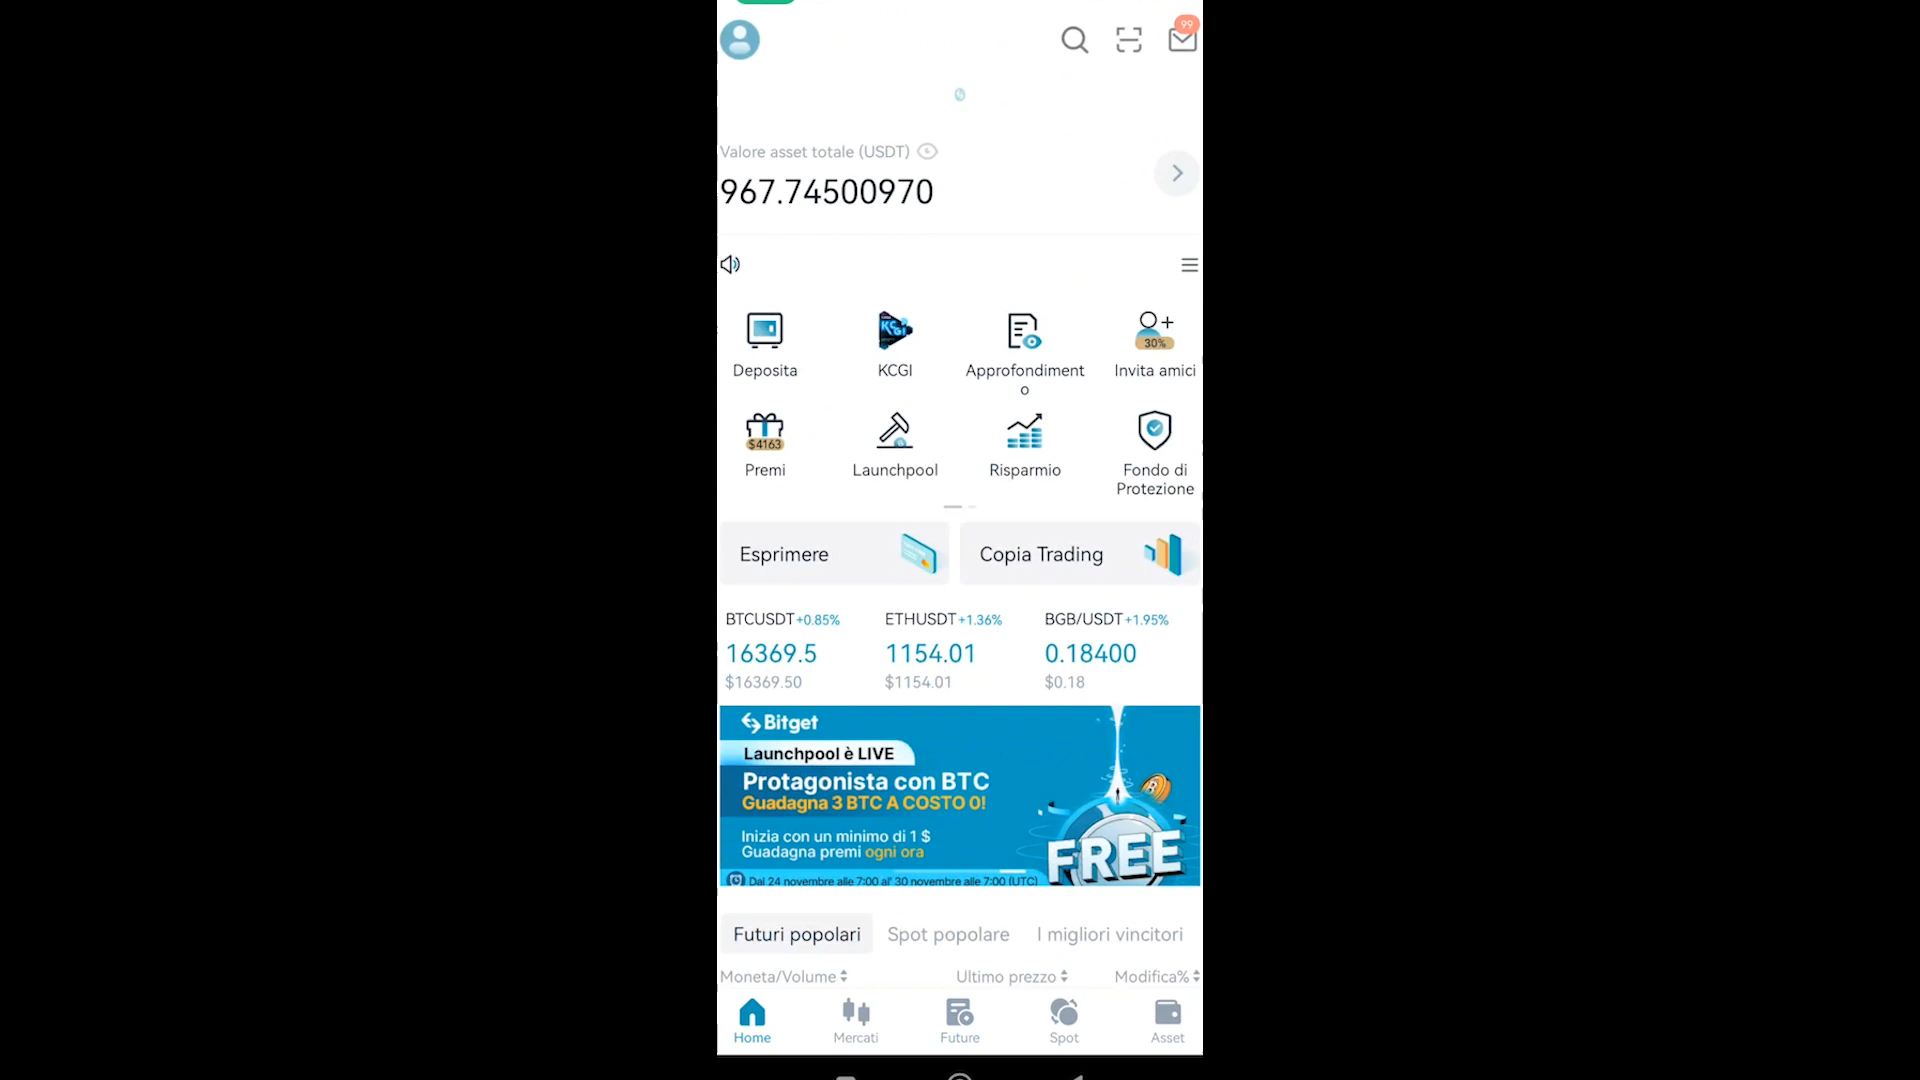 99
Valore asset totale (USDT)
967.74500970
KCGI
30%
Deposita
KCGI
Approfondiment
o
Invita amici
$4163
Premi
Launchpool
Risparmio
Fondo di
Protezione
Esprimere
Copia Trading
BTCUSDT+0.85%
ETHUSDT+1.36%
BGB/USDT+1.95%
16369.5
1154.01
0.18400
$16369.50
$1154.01
$0.18
Bitget
Launchpool è LIVE
Protagonista con BTC
Guadagna 3 BTC A COSTO 0!
Inizia con un minimo di 1 $
Guadagna premi ogni ora
FREE
Dal 24 novembre alle 7:00 al' 30 novembre alle 7:00 (UTC)
Futuri popolari
Spot popolare
I migliori vincitori
Moneta/Volume
Ultimo prezzo
Modifica%
Home
Mercati
Future
Spot
Asset